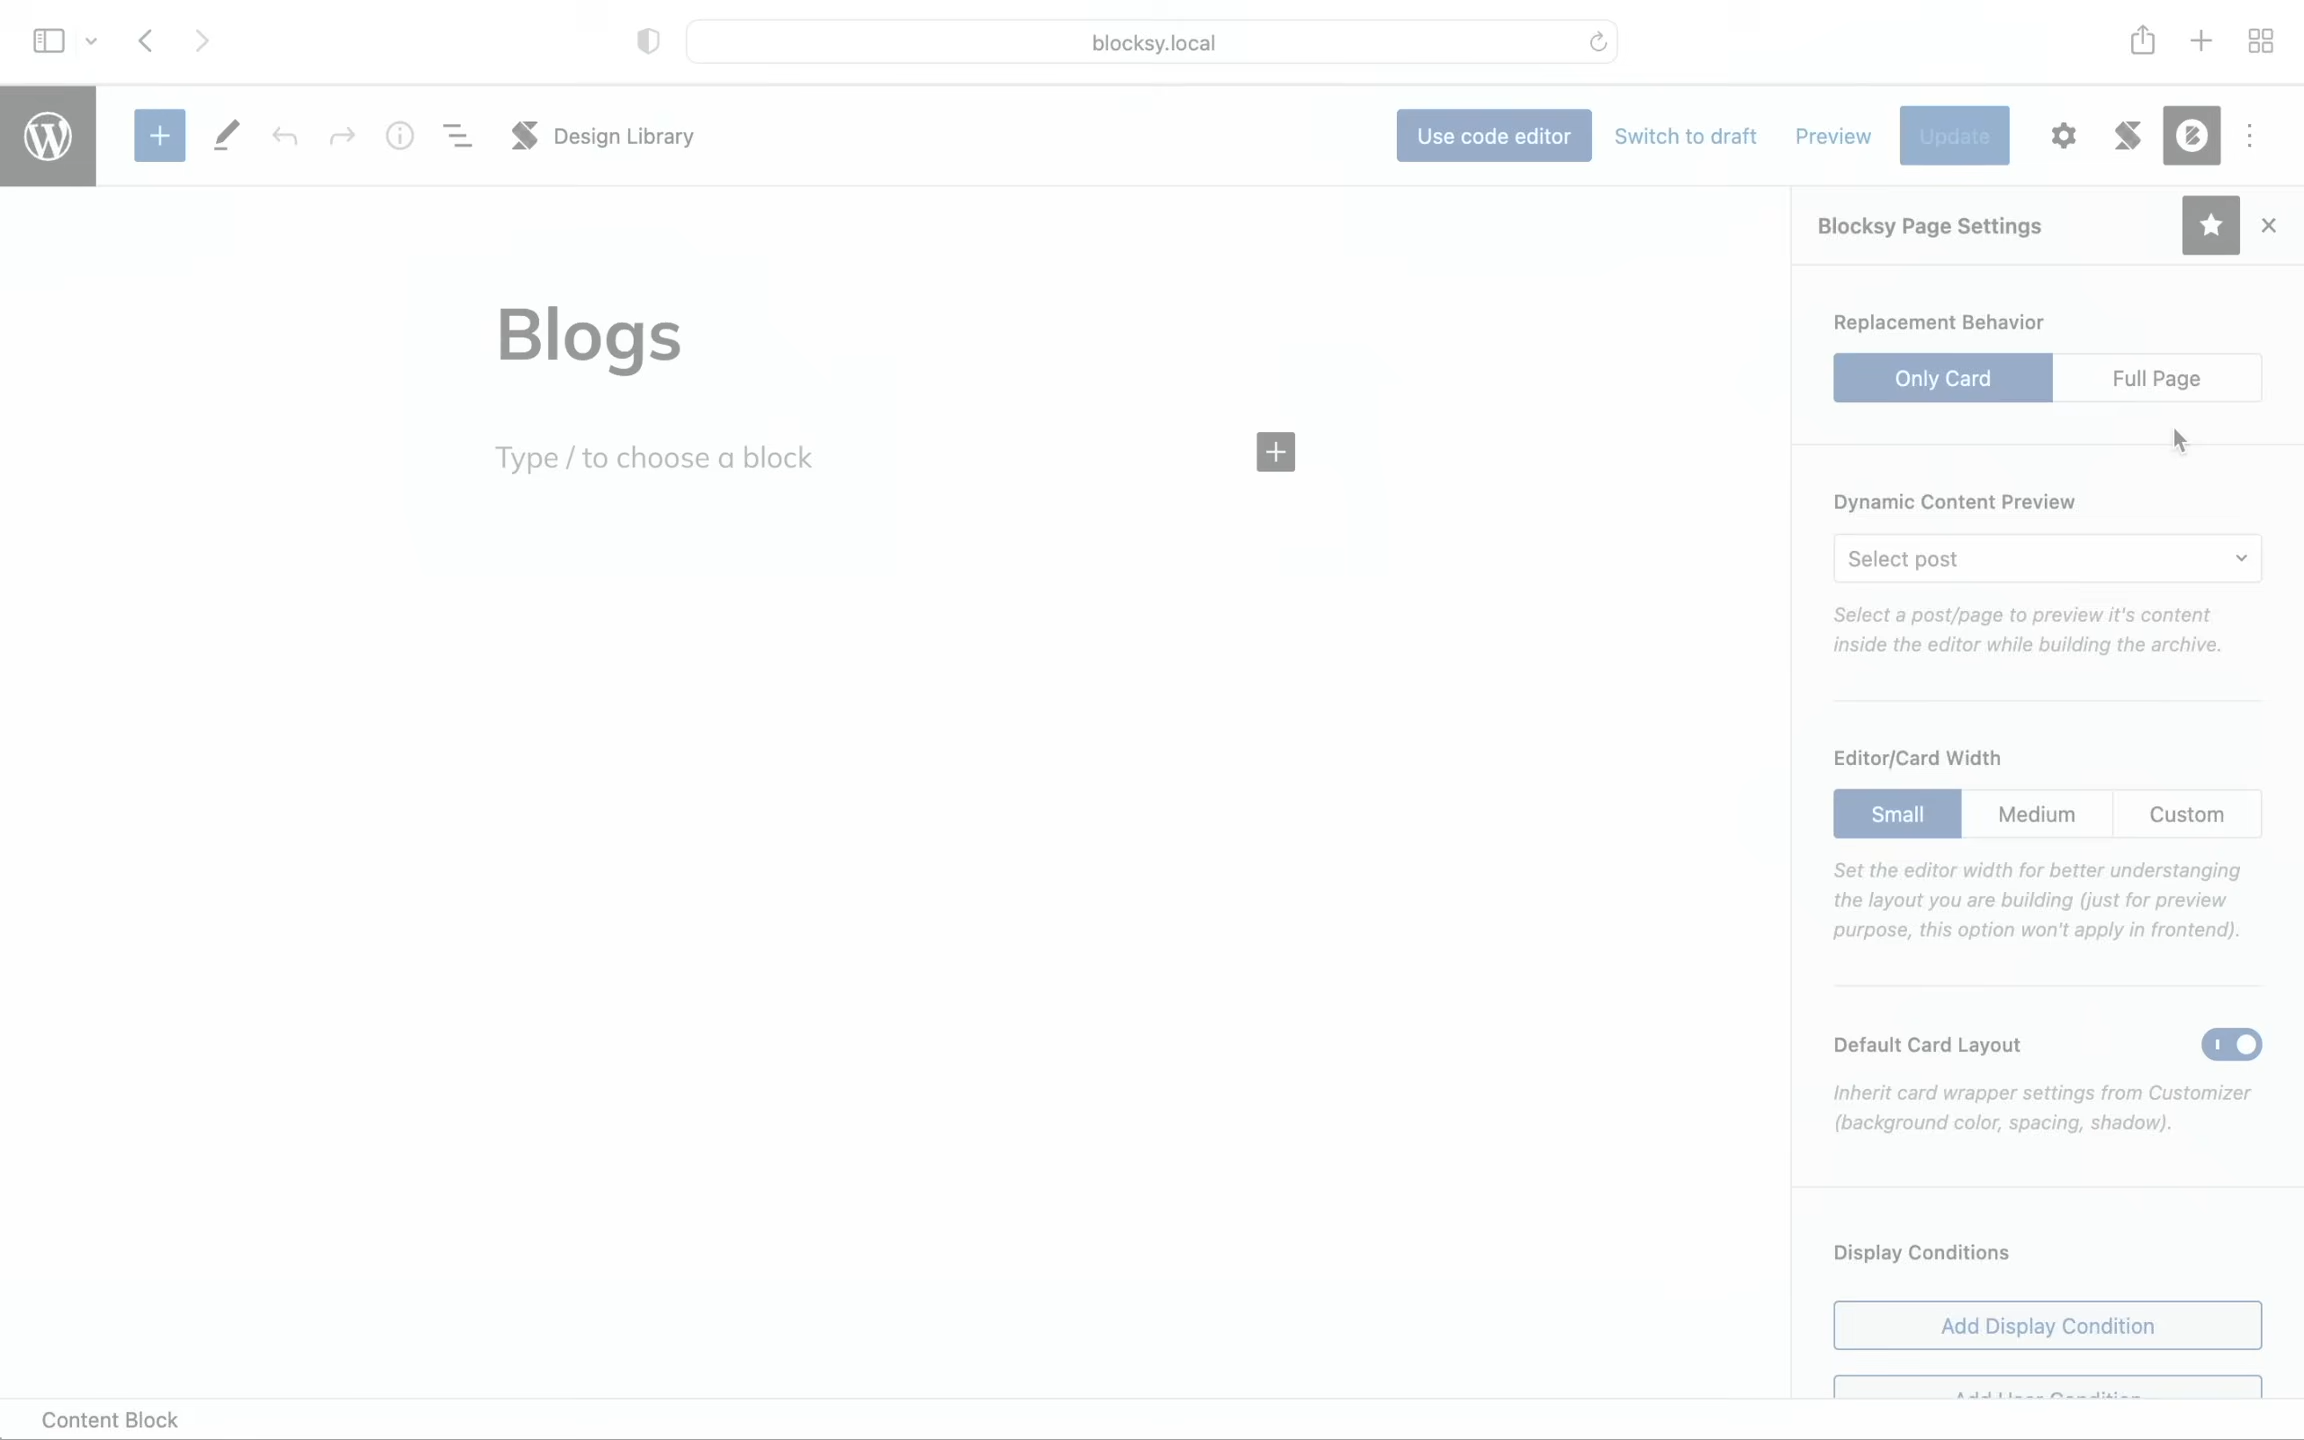 blocksy.local
Design Library
Use code editor
Switch to draft
Preview
Update
Blocksy Page Settings
Blogs
Type / to choose a block
Replacement Behavior
Only Card
Full Page
Dynamic Content Preview
Select post
Select a post/page to preview it's content
inside the editor while building the archive.
Editor/Card Width
Small
Medium
Custom
Set the editor width for better understanging
the layout you are building (just for preview
purpose, this option won't apply in frontend).
Default Card Layout
Inherit card wrapper settings from Customizer
(background color, spacing, shadow).
Display Conditions
Add Display Condition
Add User Condition
Content Block